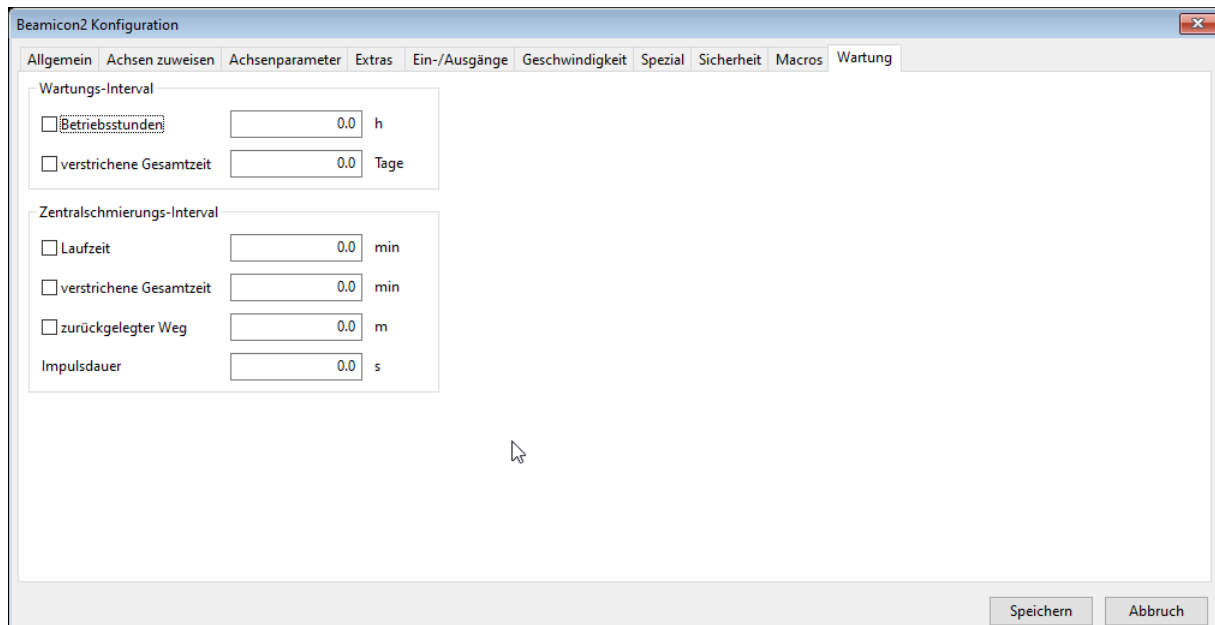 Beamicon2 Konfiguration
Allgemein Achsen zuweisen Achsenparameter Extras Ein-/Ausgänge Geschwindigkeit Spezial Sicherheit Macros Wartung
Wartungs-Interval
Betriebsstunden 0.0 h
verstrichene Gesamtzeit 0.0 Tage
Zentralschmierungs-Interval
Laufzeit 0.0 min
verstrichene Gesamtzeit 0.0 min
zurückgelegter Weg 0.0 m
Impulsdauer 0.0 s
Speichern Abbruch